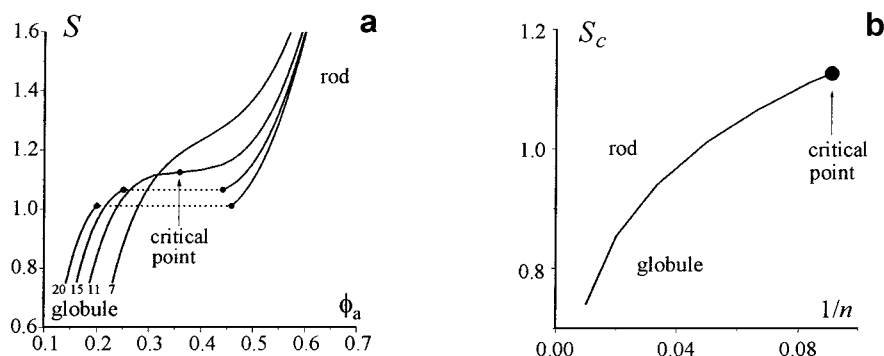 S
a
1.6
1.4
1.2
1.0
0.8
0.6
rod
critical
point
20 15 11 7
globule
ϕa
0.1 0.2 0.3 0.4 0.5 0.6 0.7
Sc
b
1.2
1.0
0.8
rod
critical
point
globule
1/n
0.00 0.04 0.08